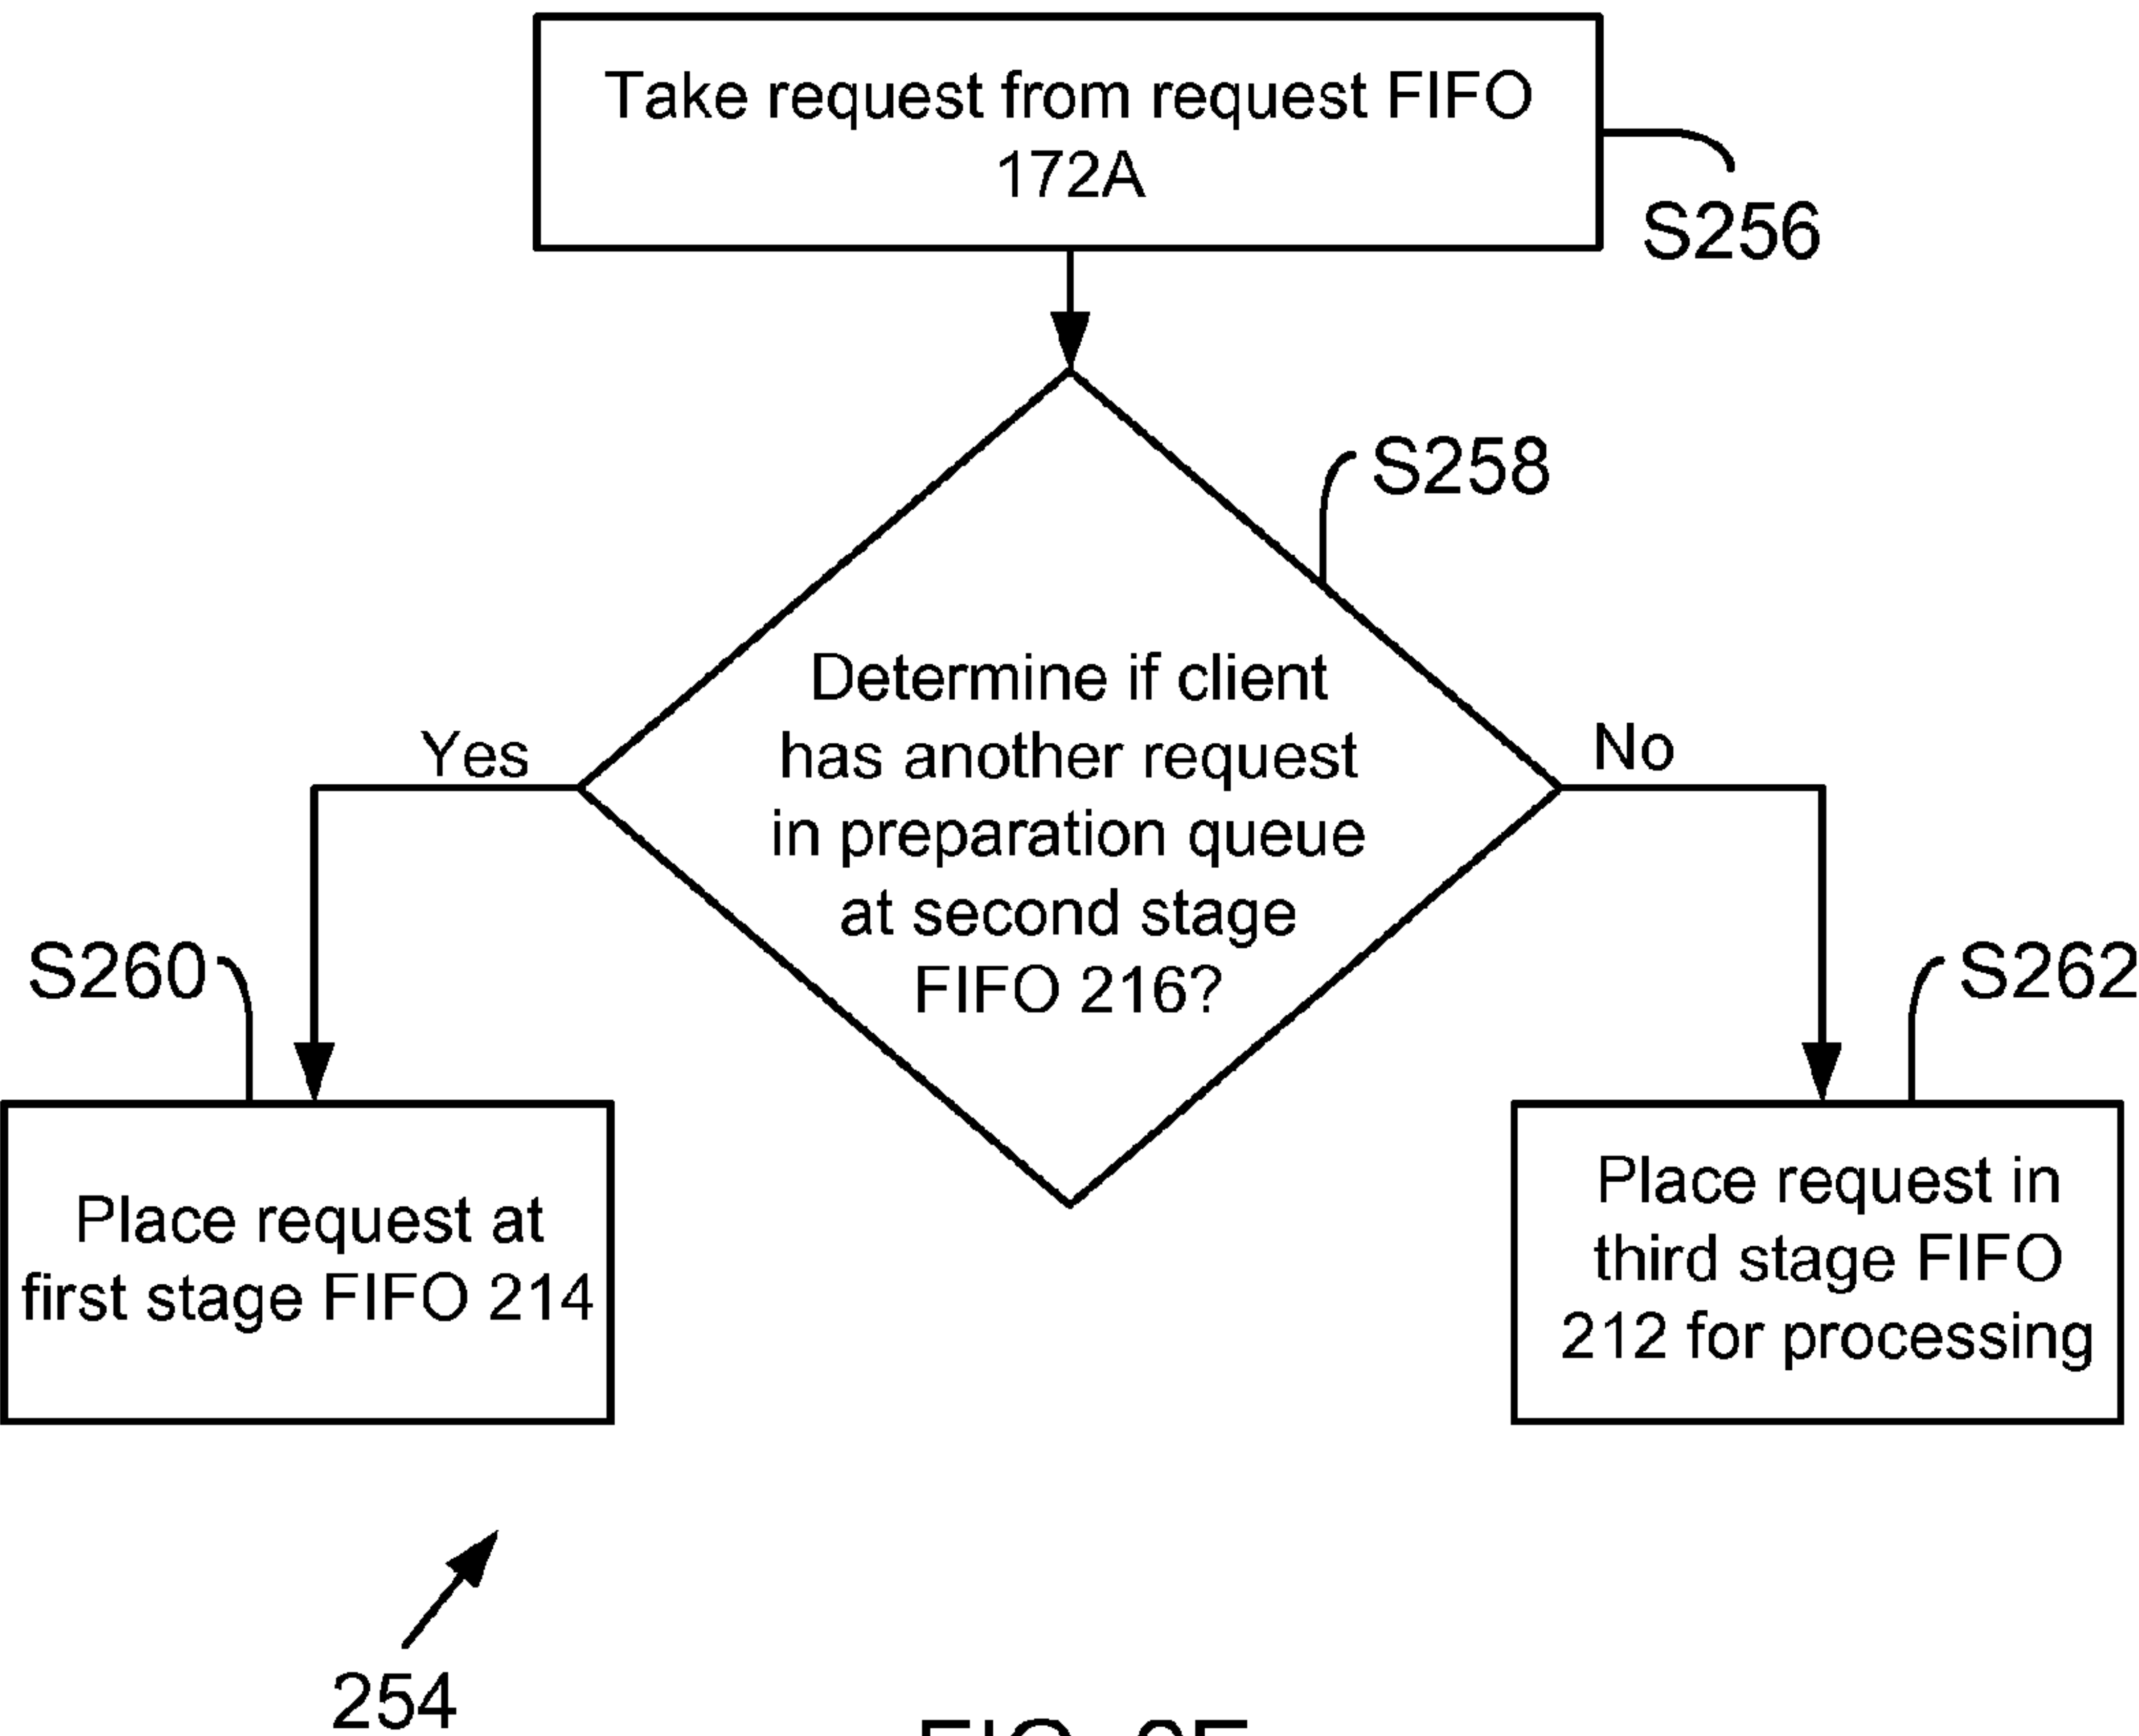 Take request from request FIFO
172A
S256
S258
Determine if client
has another request
in preparation queue
at second stage
FIFO 216?
Yes
No
S260
S262
Place request at
first stage FIFO 214
Place request in
third stage FIFO
212 for processing
254